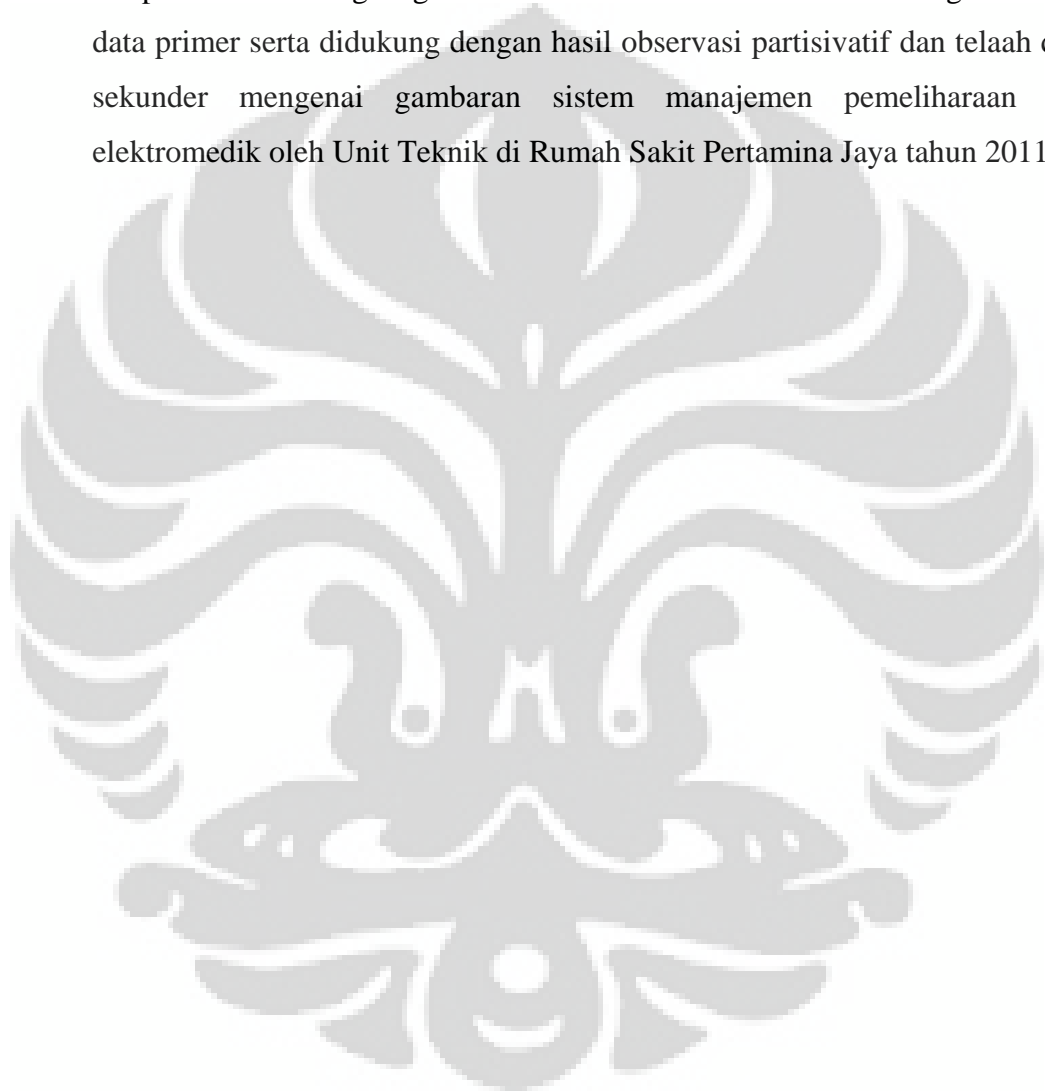 data primer serta didukung dengan hasil observasi partisivatif dan telaah
sekunder mengenai gambaran sistem manajemen pemeliharaan
elektromedik oleh Unit Teknik di Rumah Sakit Pertamina Jaya tahun 2011